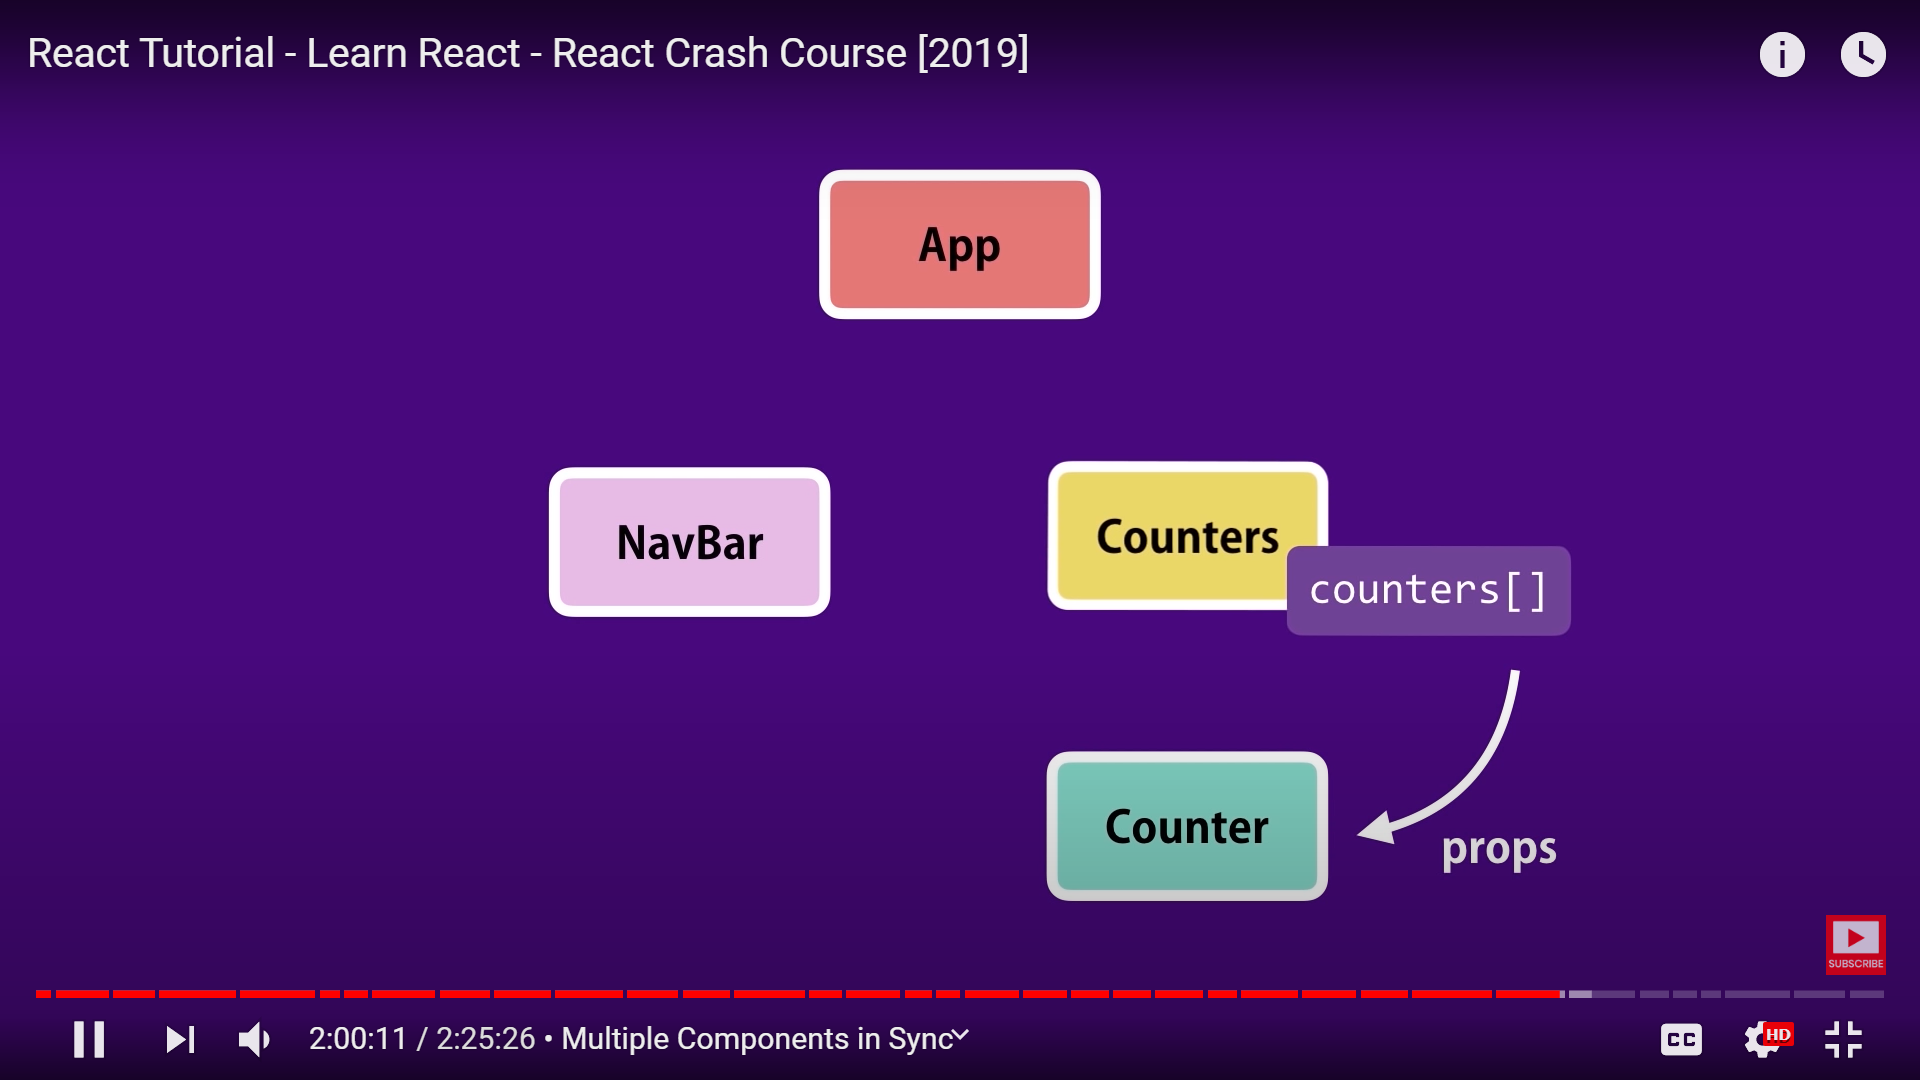 React Tutorial - Learn React - React Crash Course [2019]
App
NavBar
Counters
counters[]
Counter
props
SUBSCRIBE
2:00:11 / 2:25:26 • Multiple Components in Sync
CC
HD